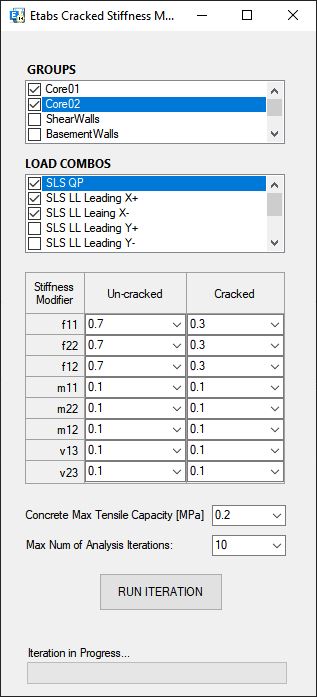 Etabs Cracked Stiffness M...
GROUPS
Core01
Core02
ShearWalls
BasementWalls
LOAD COMBOS
SLS QP
SLS LL Leading X+
SLS LL Leaing X-
SLS LL Leading Y+
SLS LL Leading Y-
Stiffness Modifier Un-cracked Cracked
f11 0.7 0.3
f22 0.7 0.3
f12 0.7 0.3
m11 0.1 0.1
m22 0.1 0.1
m12 0.1 0.1
v13 0.1 0.1
v23 0.1 0.1
Concrete Max Tensile Capacity [MPa] 0.2
Max Num of Analysis Iterations: 10
RUN ITERATION
Iteration in Progress...